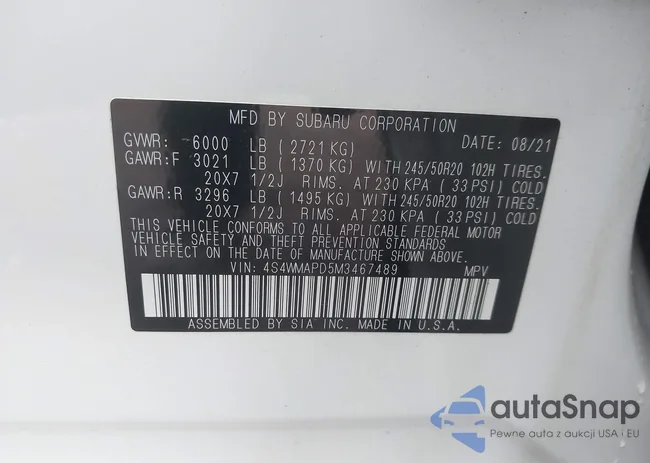 MFD BY SUBARU CORPORATION DATE: 08/21
GVWR: 6000 LB ( 2721 KG)
GAWR:F 3021 LB ( 1370 KG) WITH 245/50R20 102H TIRES.
20X7 1/2J RIMS. AT 230 KPA ( 33 PSI) COLD
GAWR:R 3296 LB ( 1495 KG) WITH 245/50R20 102H TIRES.
20X7 1/2J RIMS. AT 230 KPA ( 33 PSI) COLD
THIS VEHICLE CONFORMS TO ALL APPLICABLE FEDERAL MOTOR
VEHICLE SAFETY AND THEFT PREVENTION STANDARDS
IN EFFECT ON THE DATE OF MANUFACTURE SHOWN ABOVE.
VIN: 4S4WMAPD5M3467489 MPV
ASSEMBLED BY SIA INC. MADE IN U.S.A.
autoSnap
Pewne auta z aukcji USA i EU